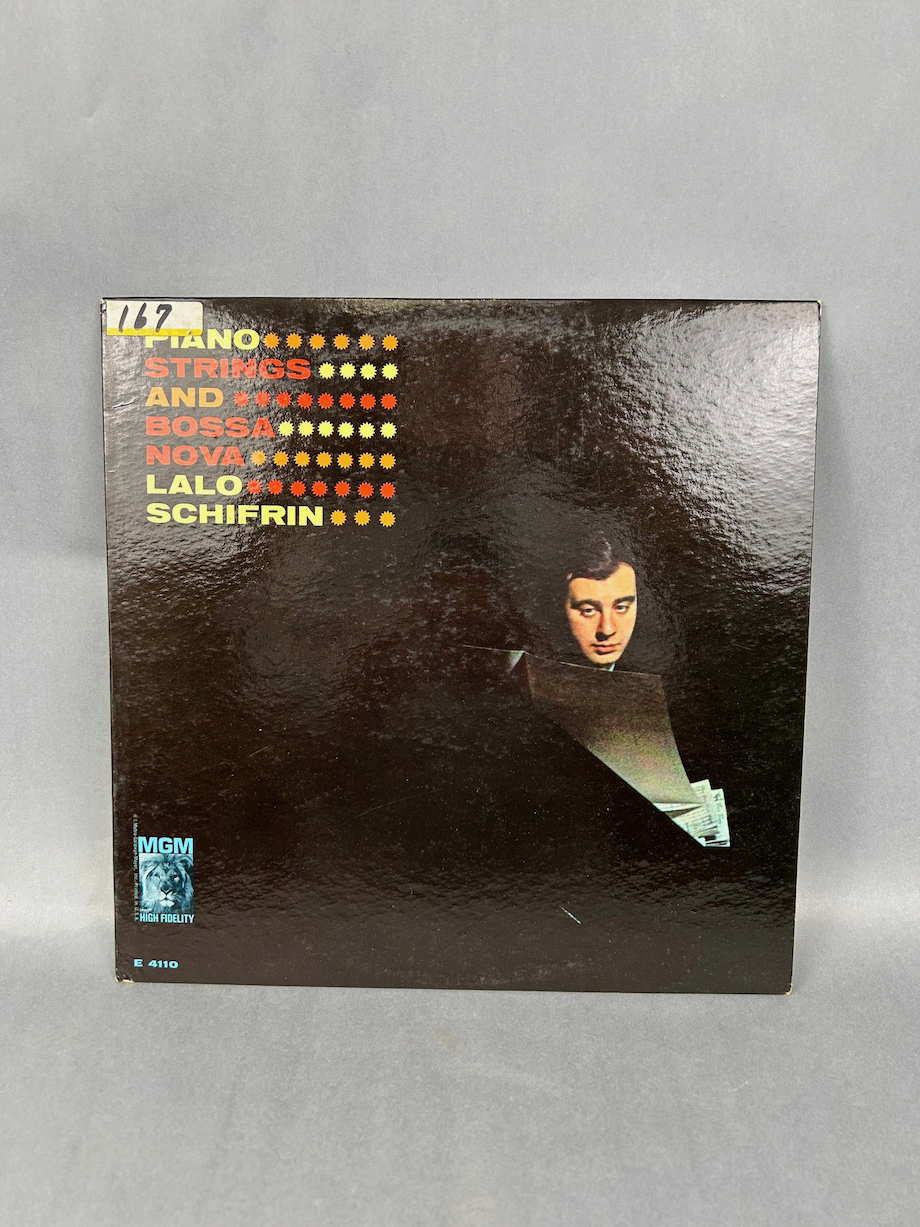 167
PIANO
STRINGS
AND
BOSSA
NOVA
LALO
SCHIFRIN
MGM
HIGH FIDELITY
E 4110